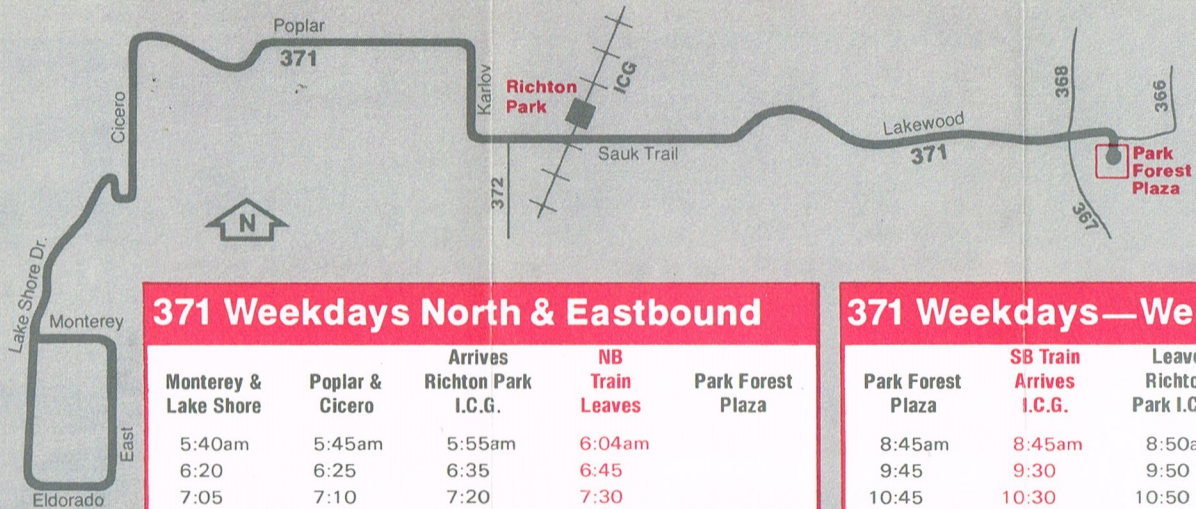 Poplar
371
Cicero
Karlov
Richton
Park
ICG
Sauk Trail
372
Lakewood
371
368
366
367
Park
Forest
Plaza
N
Lake Shore Dr.
Monterey
East
Eldorado
371 Weekdays North & Eastbound
Arrives NB
Monterey & Poplar & Richton Park Train Park Forest
Lake Shore Cicero I.C.G. Leaves Plaza
5:40am 5:45am 5:55am 6:04am
6:20 6:25 6:35 6:45
7:05 7:10 7:20 7:30
371 Weekdays—We
SB Train Leave
Park Forest Arrives Richto
Plaza I.C.G. Park I.C
8:45am 8:45am 8:50a
9:45 9:30 9:50
10:45 10:30 10:50